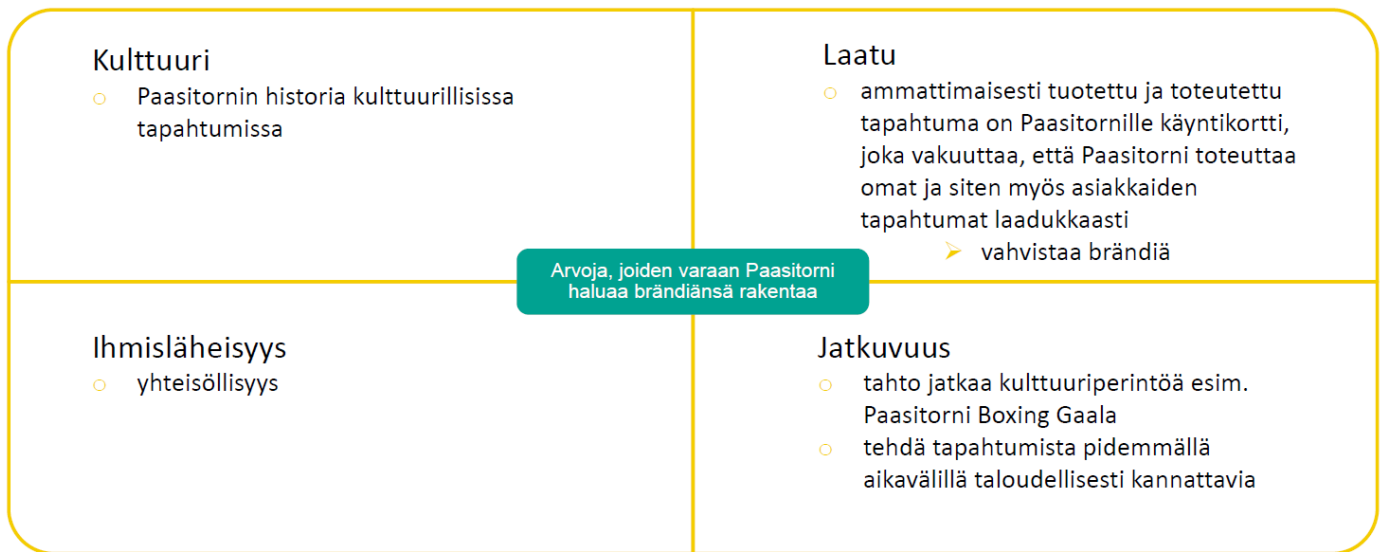 Kulttuuri
Paasitornin historia kulttuurillisissa
tapahtumissa
Laatu
ammattimaisesti tuotettu ja toteutettu
tapahtuma on Paasitornille käyntikortti,
joka vakuuttaa, että Paasitorni toteuttaa
omat ja siten myös asiakkaiden
tapahtumat laadukkaasti
vahvistaa brändiä
Arvoja, joiden varaan Paasitorni
haluaa brändiänsä rakentaa
Ihmisläheisyys
yhteisöllisyys
Jatkuvuus
tahto jatkaa kulttuuriperintöä esim.
Paasitorni Boxing Gaala
tehdä tapahtumista pidemmällä
aikavälillä taloudellisesti kannattavia